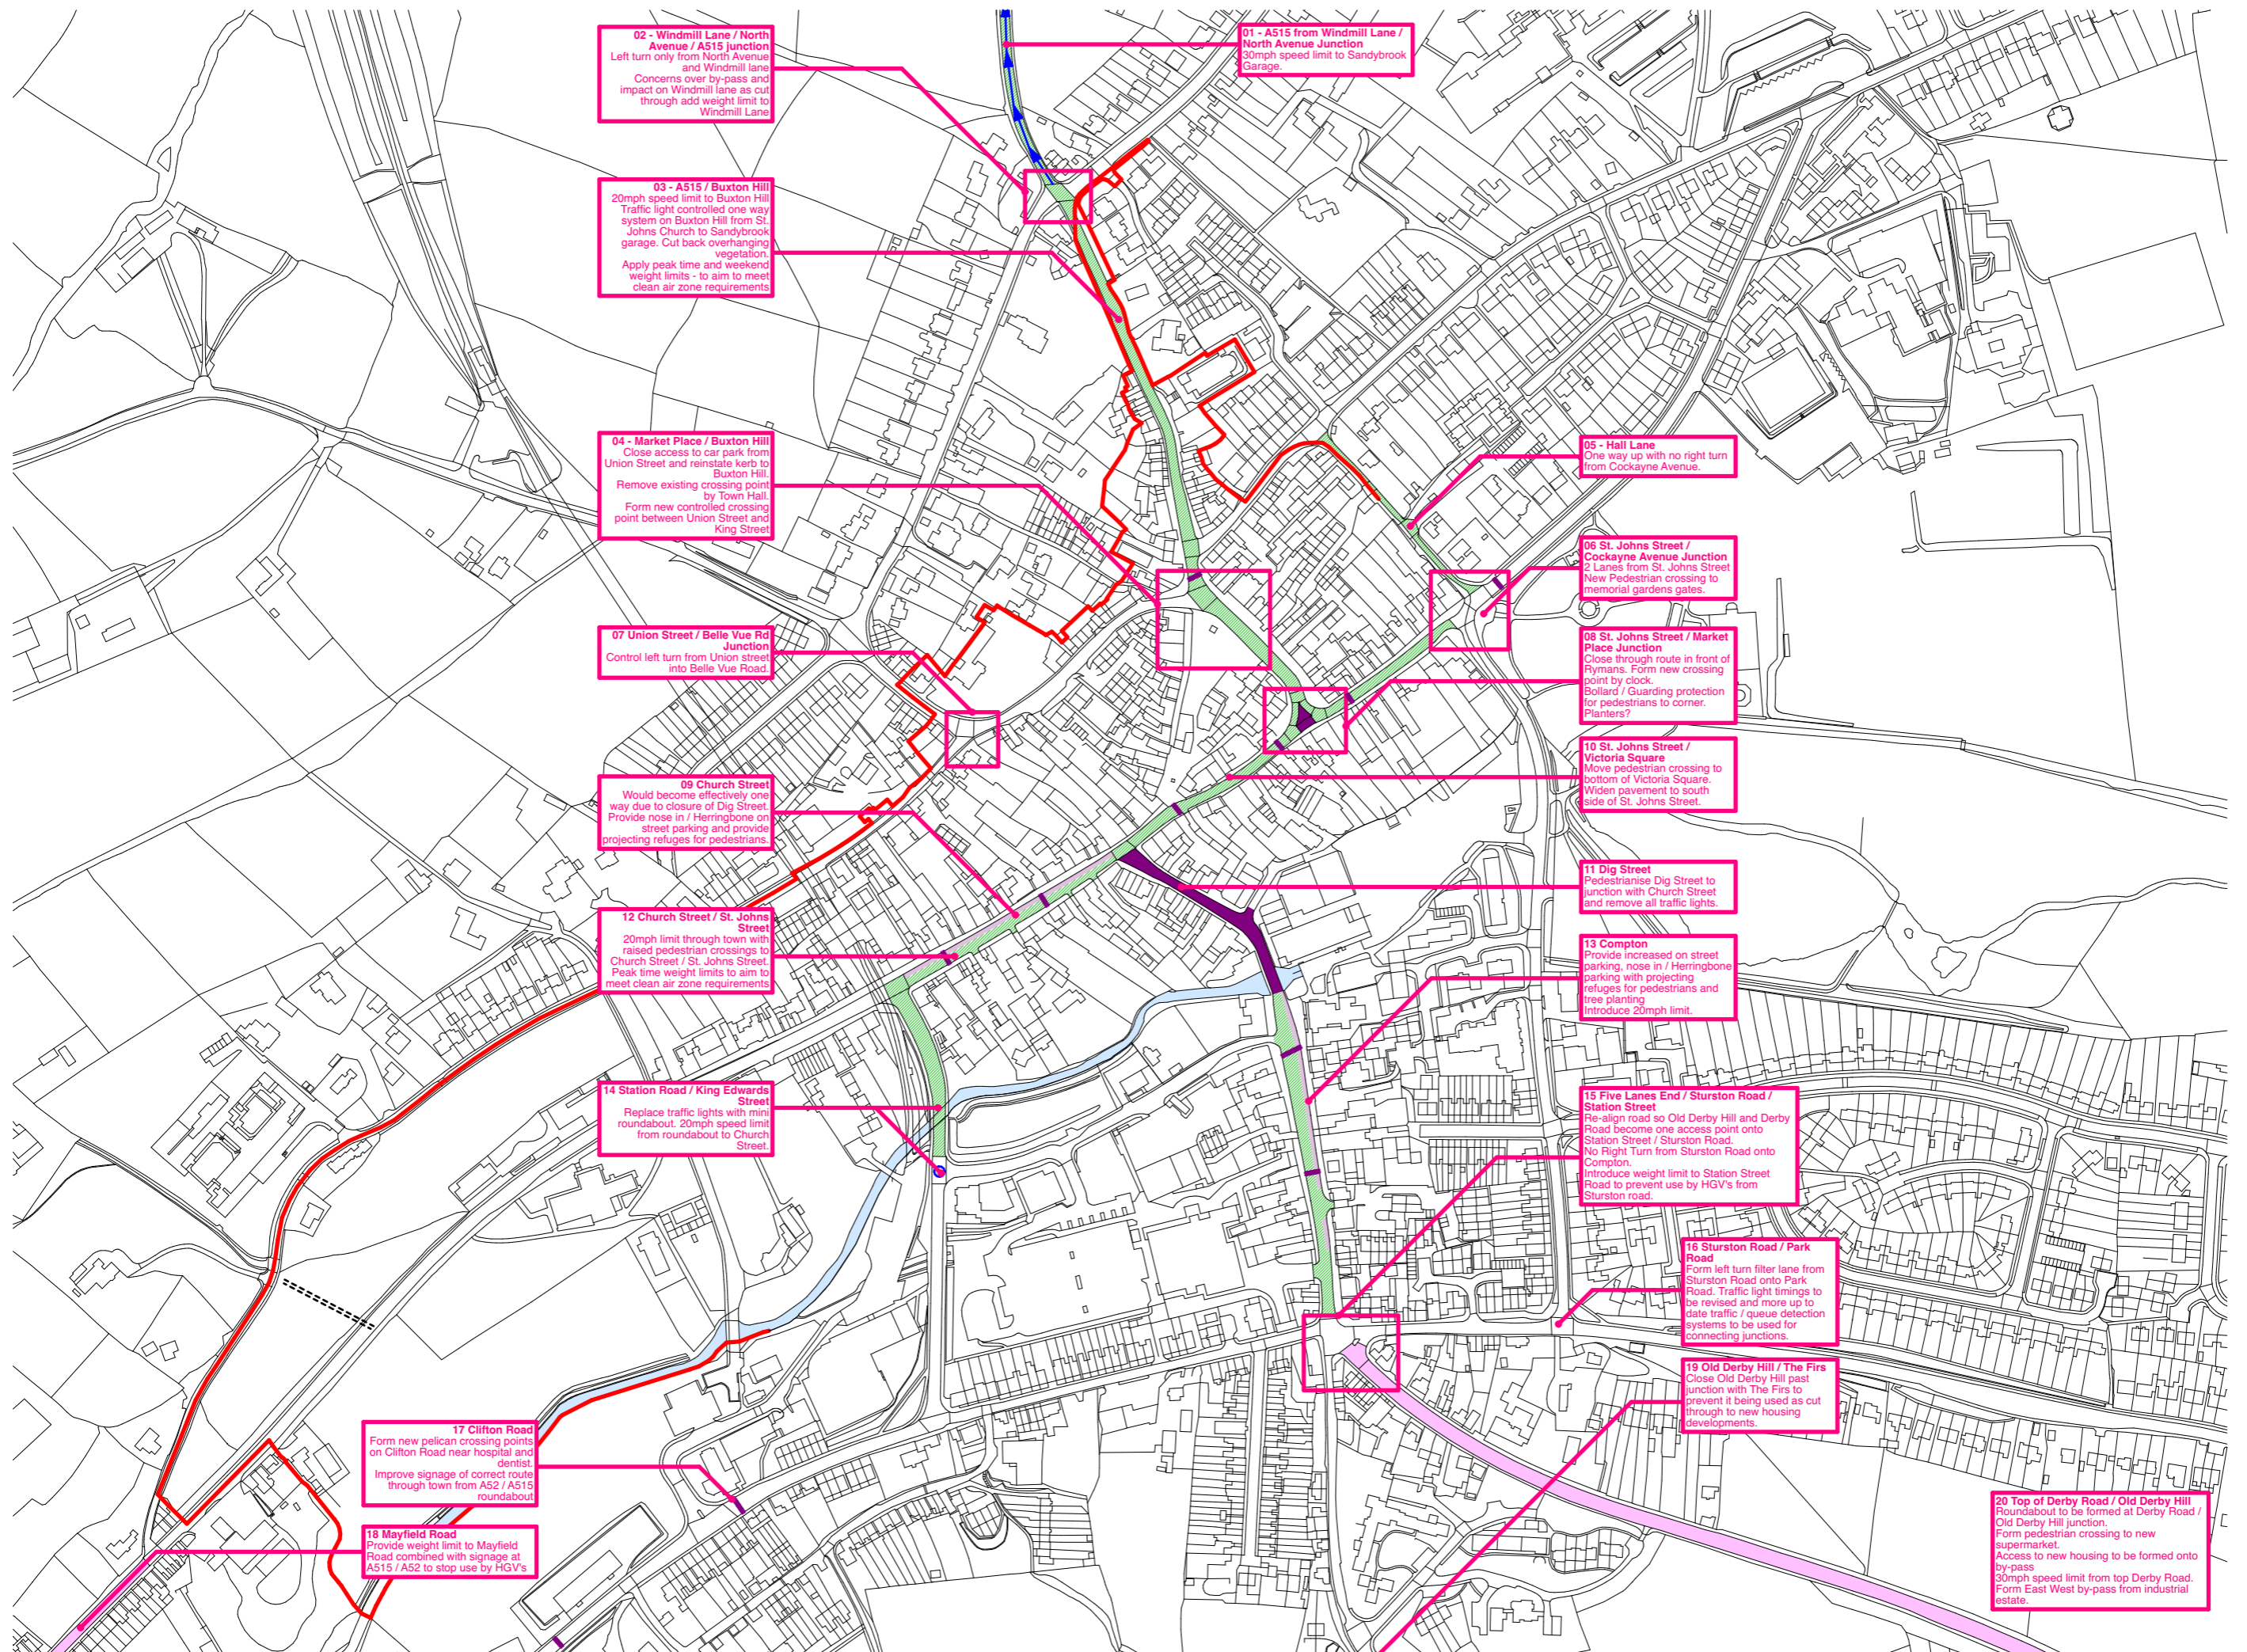 02 - Windmill Lane / North
Avenue / A515 junction
Left turn only from North Avenue
and Windmill lane
Concerns over by-pass and
impact on Windmill lane as cut
through add weight limit to
Windmill Lane
01 - A515 from Windmill Lane /
North Avenue Junction
30mph speed limit to Sandybrook
Garage.
03 - A515 / Buxton Hill
20mph speed limit to Buxton Hill
Traffic light controlled one way
system on Buxton Hill from St.
Johns Church to Sandybrook
garage. Cut back overhanging
vegetation.
Apply peak time and weekend
weight limits - to aim to meet
clean air zone requirements
04 - Market Place / Buxton Hill
Close access to car park from
Union Street and reinstate kerb to
Buxton Hill.
Remove existing crossing point
by Town Hall.
Form new controlled crossing
point between Union Street and
King Street
05 - Hall Lane
One way up with no right turn
from Cockayne Avenue.
06 St. Johns Street /
Cockayne Avenue Junction
2 Lanes from St. Johns Street
New Pedestrian crossing to
memorial gardens gates.
07 Union Street / Belle Vue Rd
Junction
Control left turn from Union street
into Belle Vue Road.
08 St. Johns Street / Market
Place Junction
Close through route in front of
Rymans. Form new crossing
point by clock.
Bollard / Guarding protection
for pedestrians to corner.
Planters?
09 Church Street
Would become effectively one
way due to closure of Dig Street.
Provide nose in / Herringbone on
street parking and provide
projecting refuges for pedestrians.
10 St. Johns Street /
Victoria Square
Move pedestrian crossing to
bottom of Victoria Square.
Widen pavement to south
side of St. Johns Street.
11 Dig Street
Pedestrianise Dig Street to
junction with Church Street
and remove all traffic lights.
12 Church Street / St. Johns
Street
20mph limit through town with
raised pedestrian crossings to
Church Street / St. Johns Street.
Peak time weight limits to aim to
meet clean air zone requirements
13 Compton
Provide increased on street
parking, nose in / Herringbone
parking with projecting
refuges for pedestrians and
tree planting
Introduce 20mph limit.
14 Station Road / King Edwards
Street
Replace traffic lights with mini
roundabout. 20mph speed limit
from roundabout to Church
Street.
15 Five Lanes End / Sturston Road /
Station Street
Re-align road so Old Derby Hill and Derby
Road become one access point onto
Station Street / Sturston Road.
No Right Turn from Sturston Road onto
Compton.
Introduce weight limit to Station Street
Road to prevent use by HGV's from
Sturston road.
16 Sturston Road / Park
Road
Form left turn filter lane from
Sturston Road onto Park
Road. Traffic light timings to
be revised and more up to
date traffic / queue detection
systems to be used for
connecting junctions.
17 Clifton Road
Form new pelican crossing points
on Clifton Road near hospital and
dentist.
Improve signage of correct route
through town from A52 / A515
roundabout
18 Mayfield Road
Provide weight limit to Mayfield
Road combined with signage at
A515 / A52 to stop use by HGV's
19 Old Derby Hill / The Firs
Close Old Derby Hill past
junction with The Firs to
prevent it being used as cut
through to new housing
developments.
20 Top of Derby Road / Old Derby Hill
Roundabout to be formed at Derby Road /
Old Derby Hill junction.
Form pedestrian crossing to new
supermarket.
Access to new housing to be formed onto
by-pass
30mph speed limit from top Derby Road.
Form East West by-pass from industrial
estate.